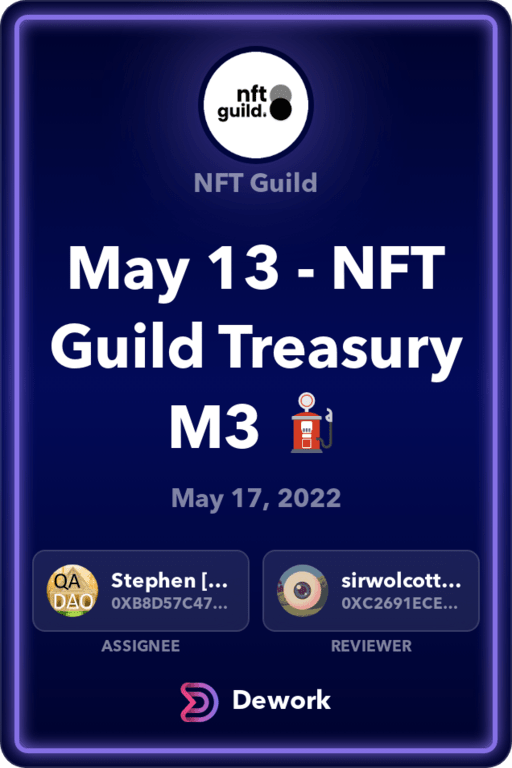 nft
guild.
NFT Guild
May 13 - NFT
Guild Treasury
M3 ⛽
May 17, 2022
QA
DAO
Stephen [...
0XB8D57C47...
sirwolcott...
0XC2691ECE...
ASSIGNEE
REVIEWER
Dework